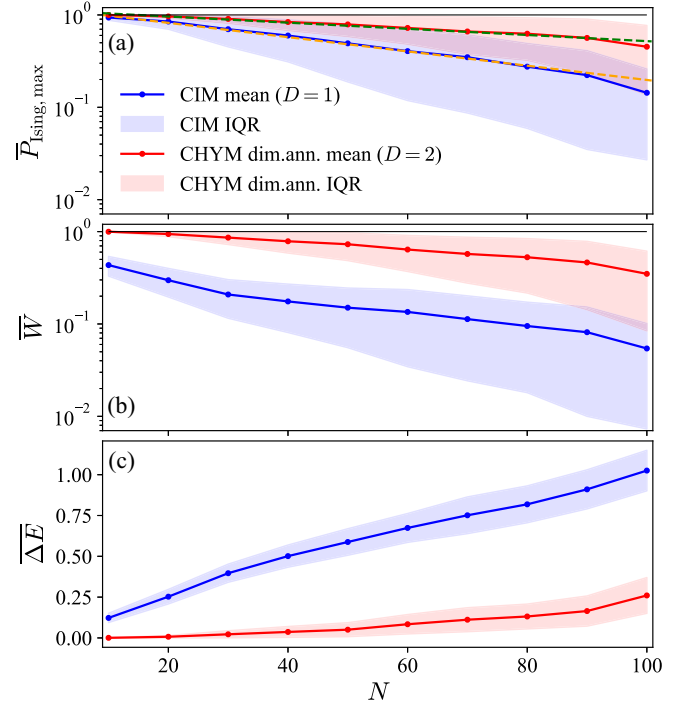 10⁰
(a)
10⁻¹
10⁻²
P̅_Ising, max
CIM mean (D = 1)
CIM IQR
CHYM dim.ann. mean (D = 2)
CHYM dim.ann. IQR
10⁰
10⁻¹
10⁻²
W̅
(b)
(c)
1.00
0.75
0.50
0.25
0.00
Δ̅E̅
20 40 60 80 100
N